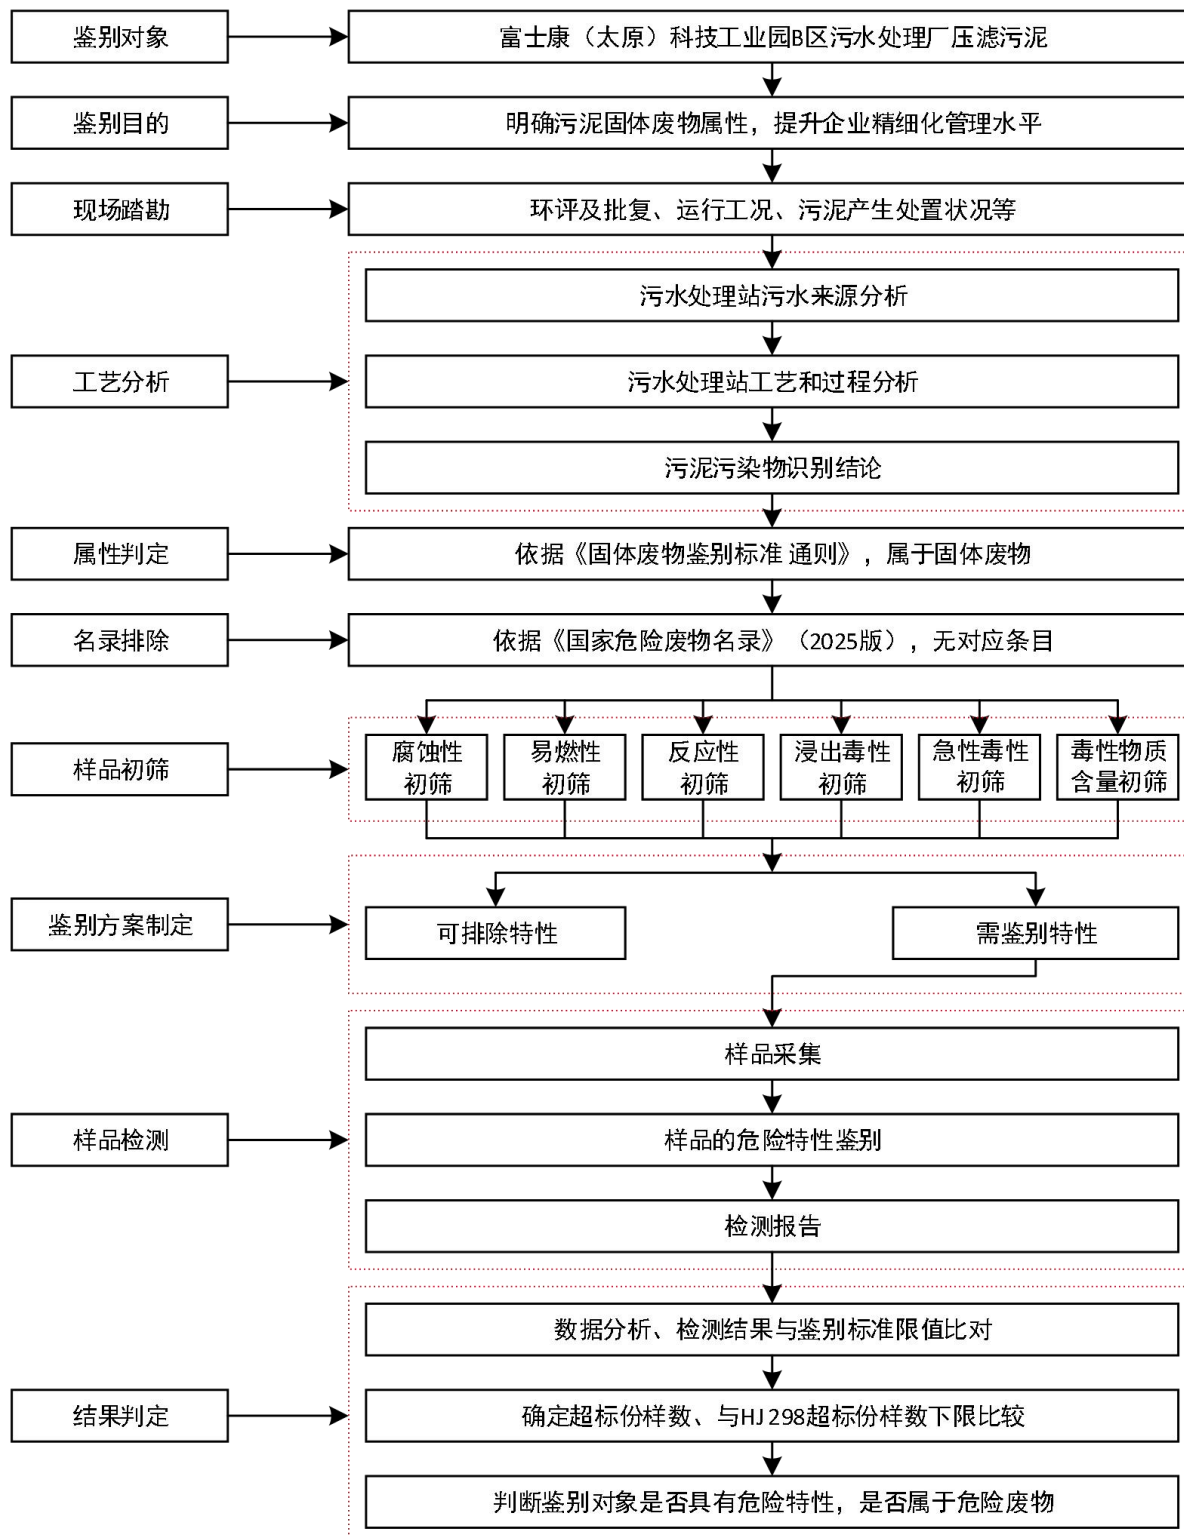 鉴别对象
富士康（太原）科技工业园B区污水处理厂压滤污泥
鉴别目的
明确污泥固体废物属性，提升企业精细化管理水平
现场踏勘
环评及批复、运行工况、污泥产生处置状况等
污水处理站污水来源分析
工艺分析
污水处理站工艺和过程分析
污泥污染物识别结论
属性判定
依据《固体废物鉴别标准 通则》，属于固体废物
名录排除
依据《国家危险废物名录》（2025版），无对应条目
样品初筛
腐蚀性
初筛
易燃性
初筛
反应性
初筛
浸出毒性
初筛
急性毒性
初筛
毒性物质
含量初筛
鉴别方案制定
可排除特性
需鉴别特性
样品采集
样品检测
样品的危险特性鉴别
检测报告
数据分析、检测结果与鉴别标准限值比对
结果判定
确定超标份样数、与HJ298超标份样数下限比较
判断鉴别对象是否具有危险特性，是否属于危险废物